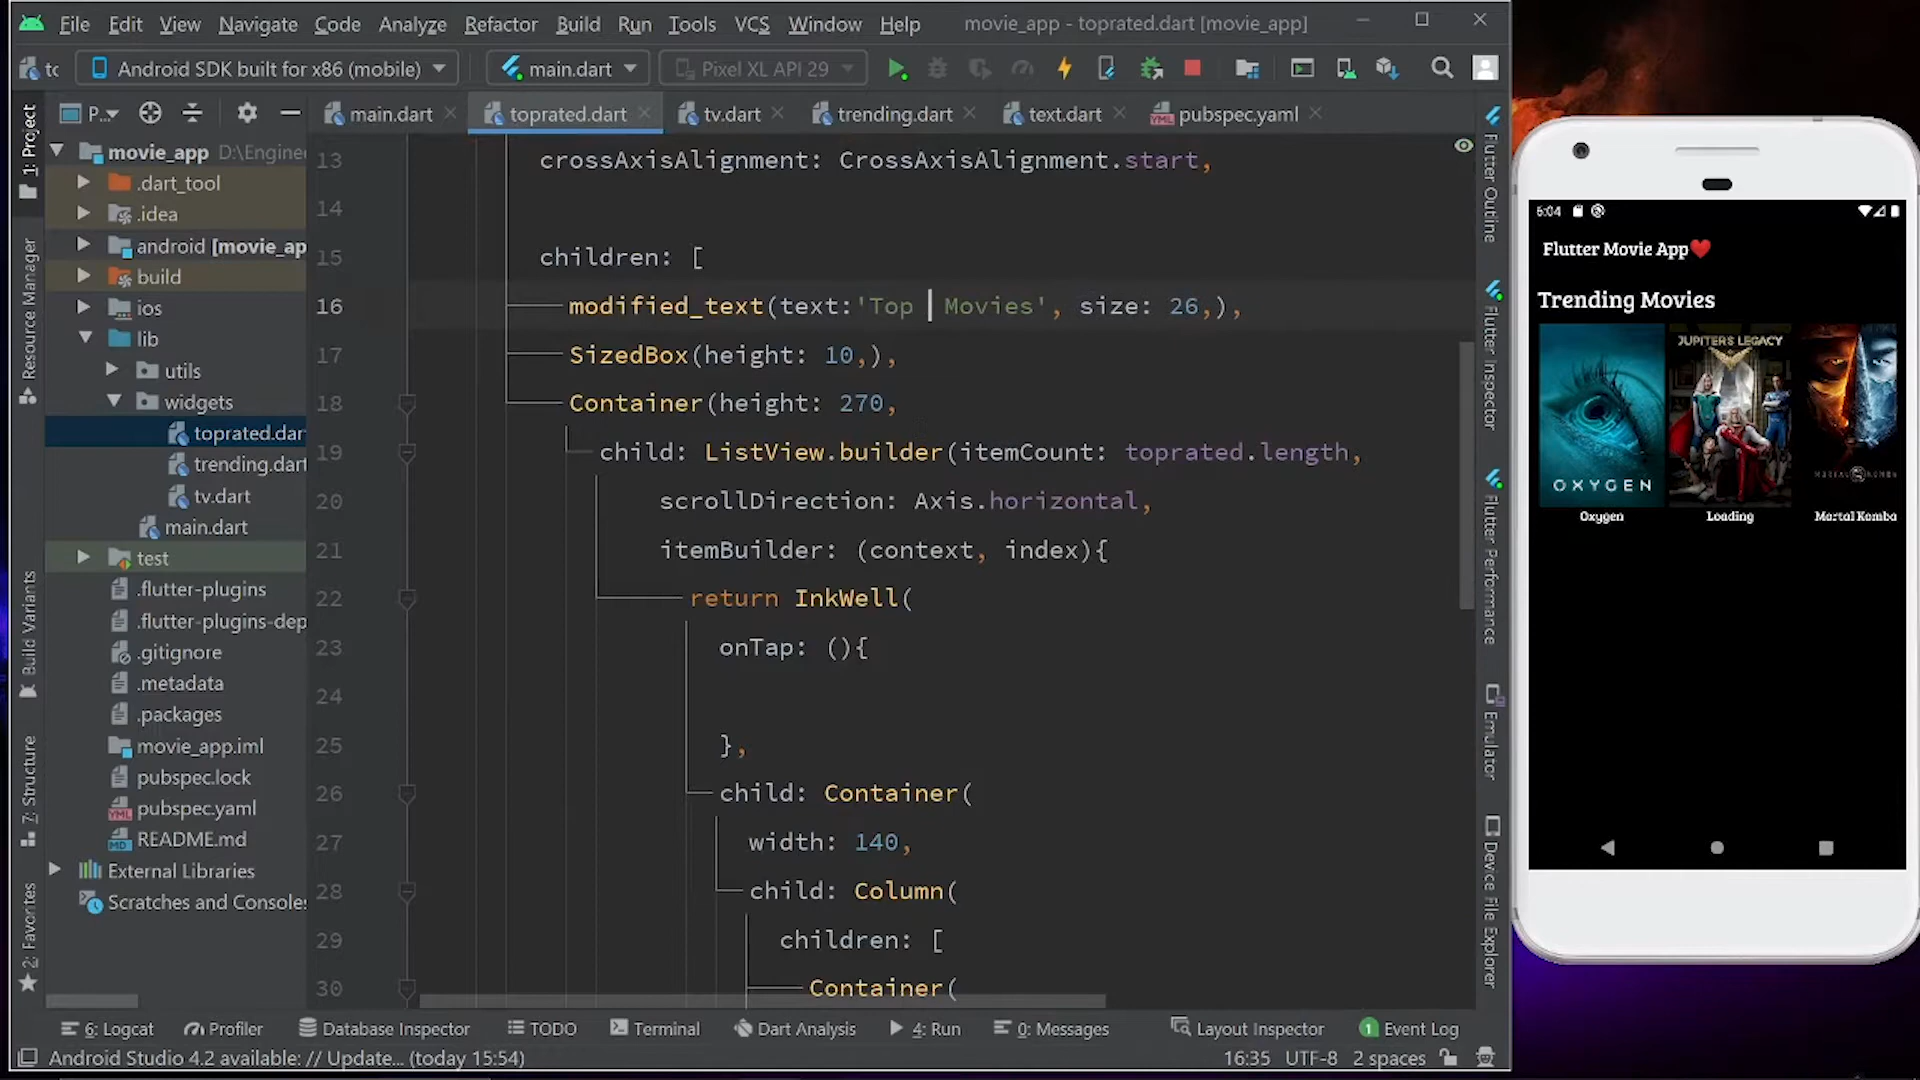 File Edit View Navigate Code Analyze Refactor Build Run Tools VCS Window Help movie_app - toprated.dart [movie_app]
tc Android SDK built for x86 (mobile) main.dart Pixel XL API 29
P... main.dart toprated.dart tv.dart trending.dart text.dart pubspec.yaml
1: Project
Resource Manager
Build Variants
7: Structure
2: Favorites
movie_app D:\Engine
.dart_tool
.idea
android [movie_ap
build
ios
lib
utils
widgets
toprated.dar
trending.dart
tv.dart
main.dart
test
.flutter-plugins
.flutter-plugins-dep
.gitignore
.metadata
.packages
movie_app.iml
pubspec.lock
pubspec.yaml
README.md
External Libraries
Scratches and Consoles
13 crossAxisAlignment: CrossAxisAlignment.start,
14
15 children: [
16 modified_text(text:'Top  Movies', size: 26,),
17 SizedBox(height: 10,),
18 Container(height: 270,
19 child: ListView.builder(itemCount: toprated.length,
20 scrollDirection: Axis.horizontal,
21 itemBuilder: (context, index){
22 return InkWell(
23 onTap: (){
24
25 },
26 child: Container(
27 width: 140,
28 child: Column(
29 children: [
30 Container(
Flutter Outline
Flutter Inspector
Flutter Performance
Emulator
Device File Explorer
6: Logcat Profiler Database Inspector TODO Terminal Dart Analysis 4: Run 0: Messages Layout Inspector 1 Event Log
Android Studio 4.2 available: // Update... (today 15:54) 16:35 UTF-8 2 spaces
6:04
Flutter Movie App❤️
Trending Movies
JUPITER'S LEGACY
OXYGEN
MORTAL KOMBA
Oxygen Loading Mortal Komba